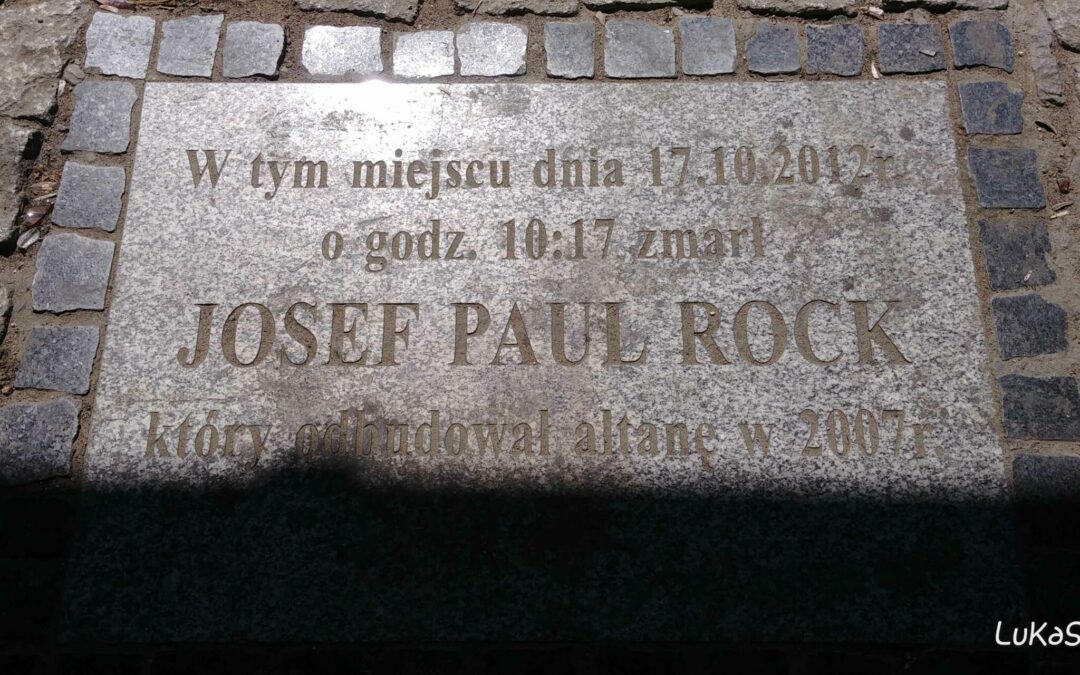 W tym miejscu dnia 17.10.2012r.
o godz. 10:17 zmarł
JOSEF PAUL ROCK
który odbudował altanę w 2007r.
LuKaS